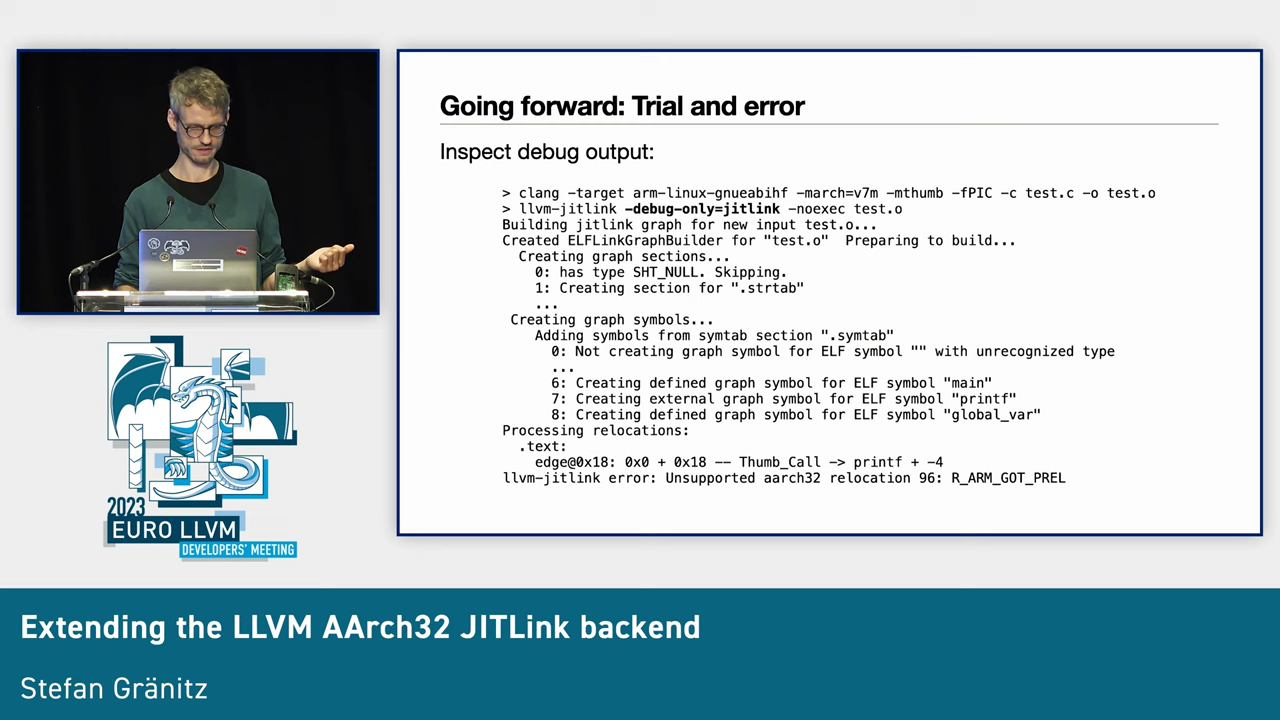 Going forward: Trial and error
Inspect debug output:
> clang -target arm-linux-gnueabihf -march=v7m -mthumb -fPIC -c test.c -o test.o
> llvm-jitlink -debug-only=jitlink -noexec test.o
Building jitlink graph for new input test.o...
Created ELFLinkGraphBuilder for "test.o"  Preparing to build...
Creating graph sections...
0: has type SHT_NULL. Skipping.
1: Creating section for ".strtab"
...
Creating graph symbols...
Adding symbols from symtab section ".symtab"
0: Not creating graph symbol for ELF symbol "" with unrecognized type
...
6: Creating defined graph symbol for ELF symbol "main"
7: Creating external graph symbol for ELF symbol "printf"
8: Creating defined graph symbol for ELF symbol "global_var"
Processing relocations:
.text:
edge@0x18: 0x0 + 0x18 -- Thumb_Call -> printf + -4
llvm-jitlink error: Unsupported aarch32 relocation 96: R_ARM_GOT_PREL
2023
EURO LLVM
DEVELOPERS' MEETING
Extending the LLVM AArch32 JITLink backend
Stefan Gränitz